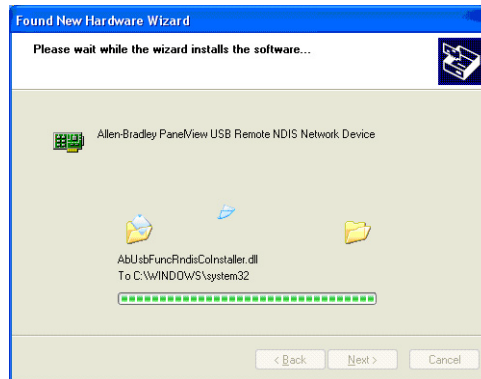 Found New Hardware Wizard
Please wait while the wizard installs the software...
Allen-Bradley PanelView USB Remote NDIS Network Device
AbUsbFuncRndisCoInstaller.dll
To C:\WINDOWS\system32
< Back Next > Cancel